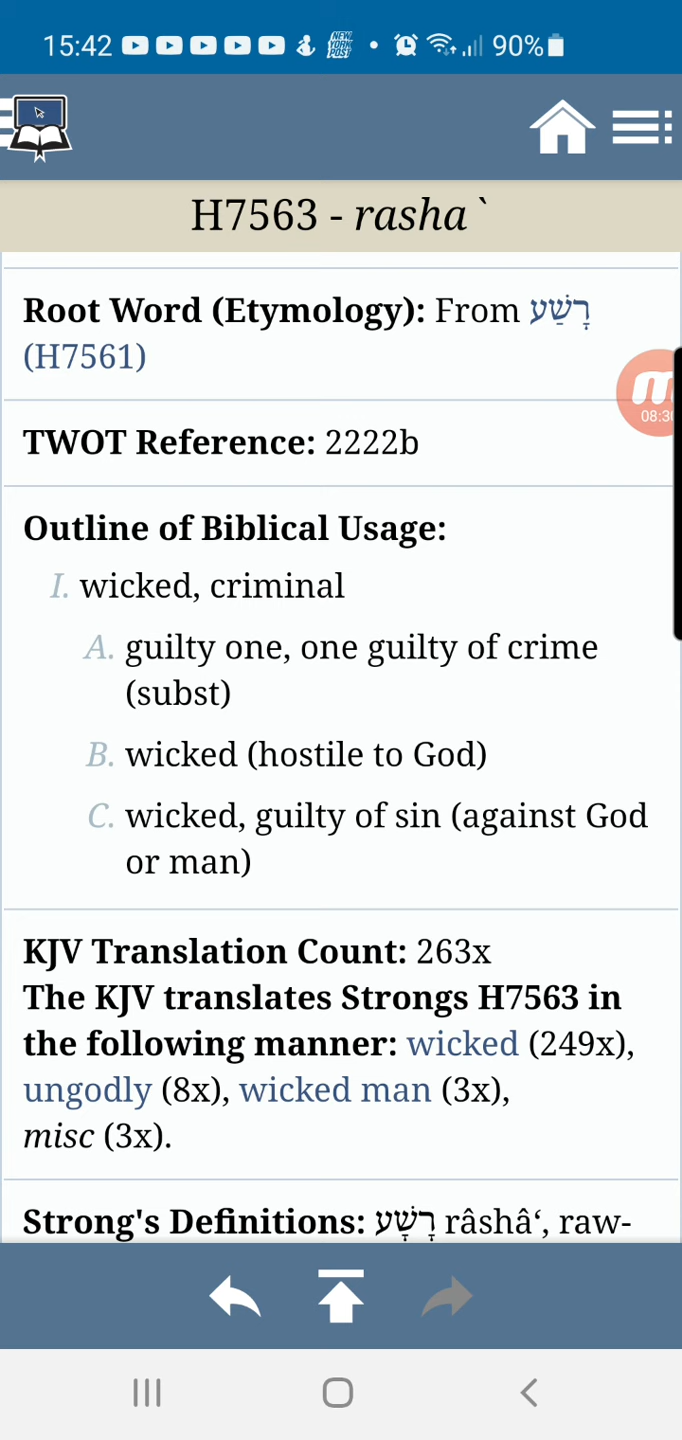 15:42 NEW YORK POST 90%
H7563 - rasha `
Root Word (Etymology): From רָשַׁע
(H7561)
08:30
TWOT Reference: 2222b
Outline of Biblical Usage:
I. wicked, criminal
A. guilty one, one guilty of crime
(subst)
B. wicked (hostile to God)
C. wicked, guilty of sin (against God
or man)
KJV Translation Count: 263x
The KJV translates Strongs H7563 in
the following manner: wicked (249x),
ungodly (8x), wicked man (3x),
misc (3x).
Strong's Definitions: רָשָׁע râshâʻ, raw-